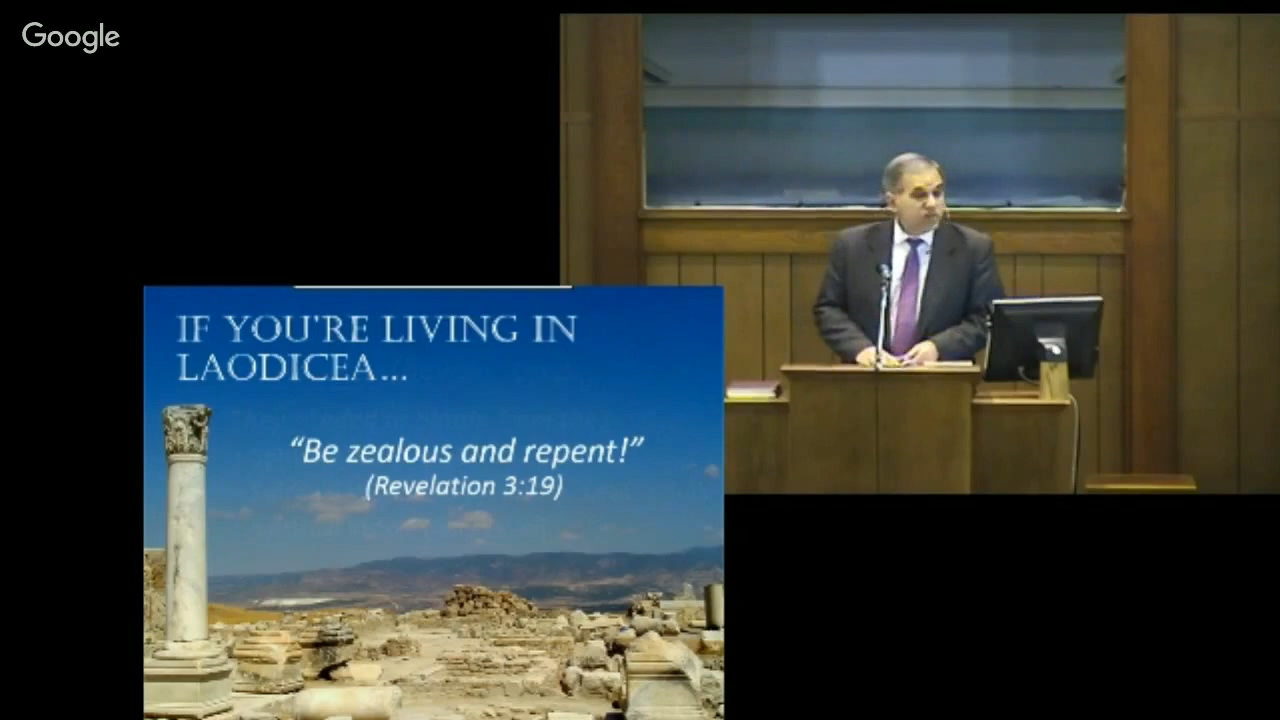 Google
IF YOU'RE LIVING IN
LAODICEA...
“Be zealous and repent!”
(Revelation 3:19)